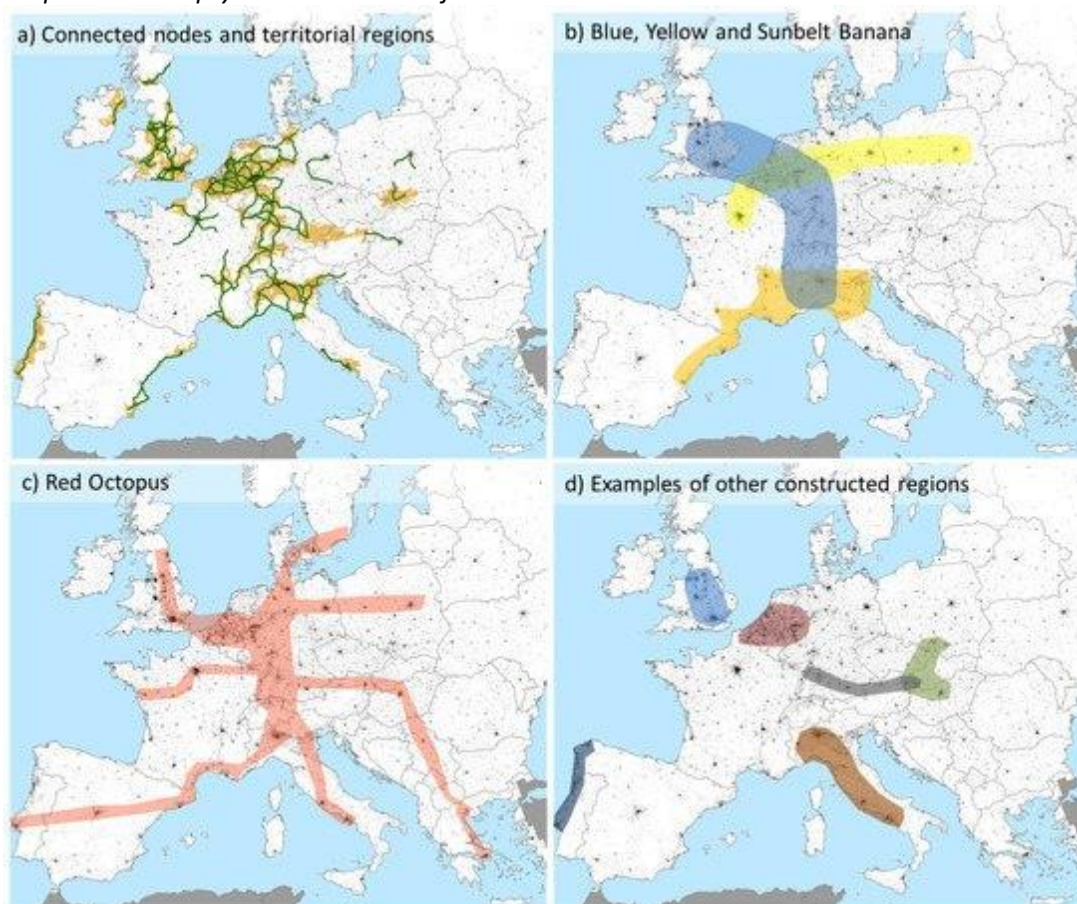 a) Connected nodes and territorial regions
b) Blue, Yellow and Sunbelt Banana
c) Red Octopus
d) Examples of other constructed regions